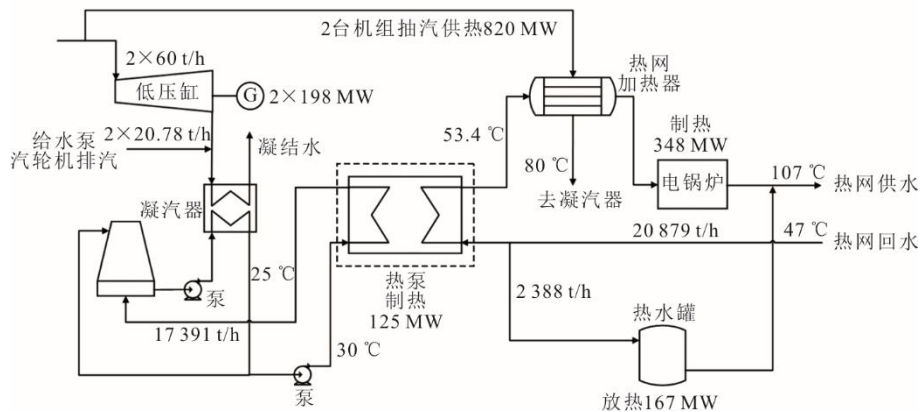 2台机组抽汽供热820 MW
2×60 t/h
低压缸
G
2×198 MW
热网
加热器
给水泵
汽轮机排汽
2×20.78 t/h
凝结水
53.4 ℃
80 ℃
去凝汽器
制热
348 MW
电锅炉
107 ℃
热网供水
凝汽器
泵
25 ℃
20 879 t/h
47 ℃
热网回水
热泵
制热
125 MW
17 391 t/h
30 ℃
泵
2 388 t/h
热水罐
放热167 MW